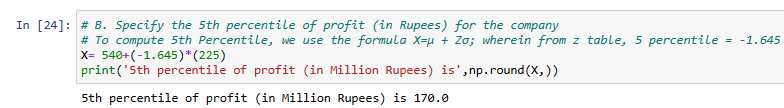 In [24]: # B. Specify the 5th percentile of profit (in Rupees) for the company
# To compute 5th Percentile, we use the formula X=μ + Zσ; wherein from z table, 5 percentile = -1.645
X= 540+(-1.645)*(225)
print('5th percentile of profit (in Million Rupees) is',np.round(X,))
5th percentile of profit (in Million Rupees) is 170.0